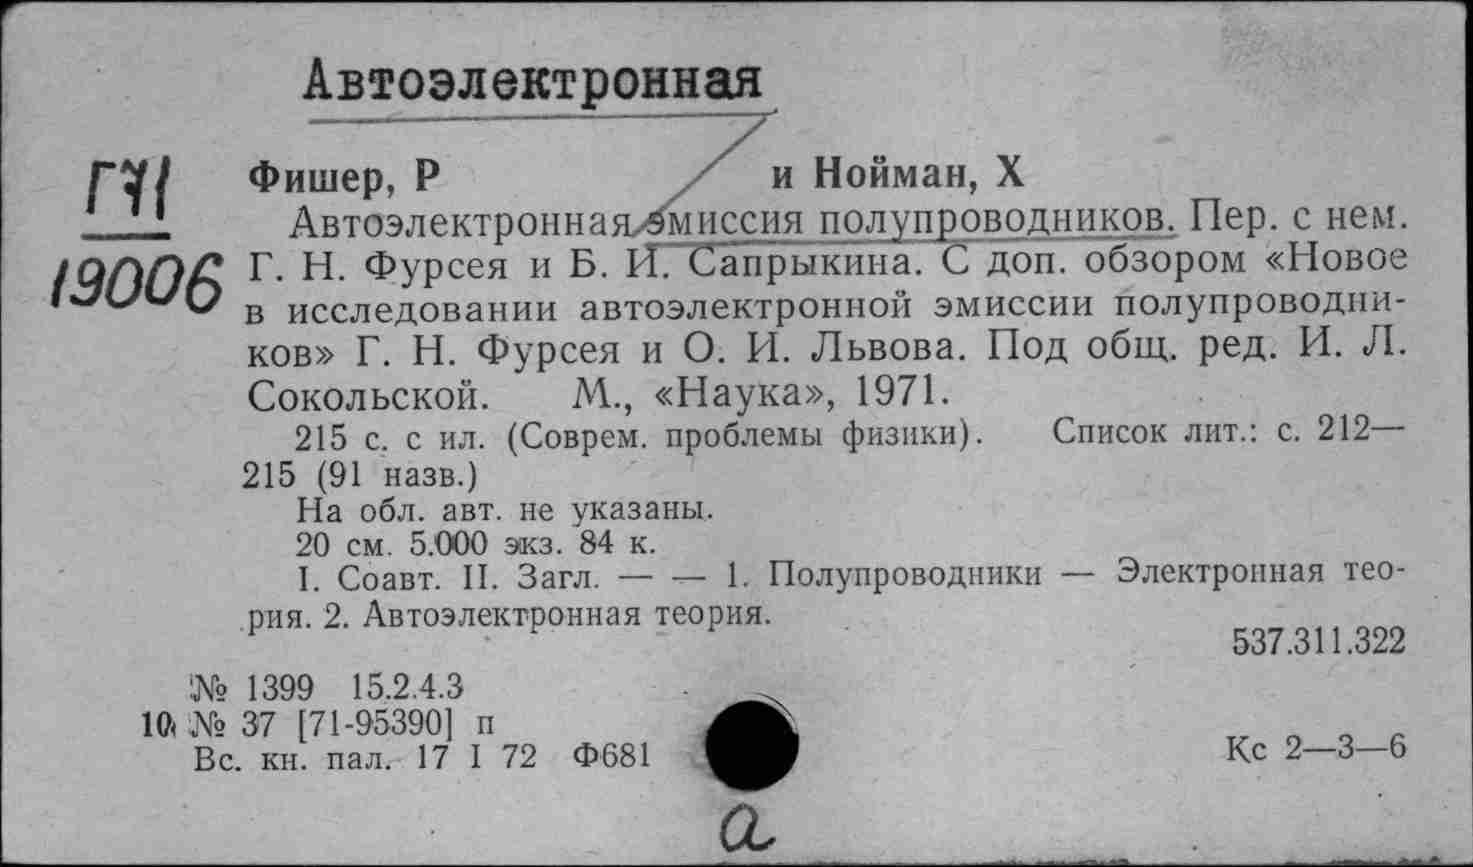 Автоэлектронная
Фишер, Р и Нойман, Х
Автоэлектронная эмиссия полупроводников. Пер. с нем.
19006 Г. Н. Фурсея и Б. И. Сапрыкина. С доп. обзором «Новое
в исследовании автоэлектронной эмиссии полупроводни-
ков» Г. Н. Фурсея и О. И. Львова. Под общ. ред. И. Л.
Сокольской. М., «Наука», 1971.
215 с. с ил. (Соврем. проблемы физики). Список лит.: с. 212—
215 (91 назв.)
На обл. авт. не указаны.
20 см. 5.000 экз. 84 к.
I. Соавт. II. Загл. — — 1. Полупроводники — Электронная тео-
рия. 2. Автоэлектронная теория.
537.311.322
№ 1399 15.2.4.3
10 № 37 [71-95390] п
Вс. кн. пал. 17 I 72 Ф681
Кс 2—3—6
а